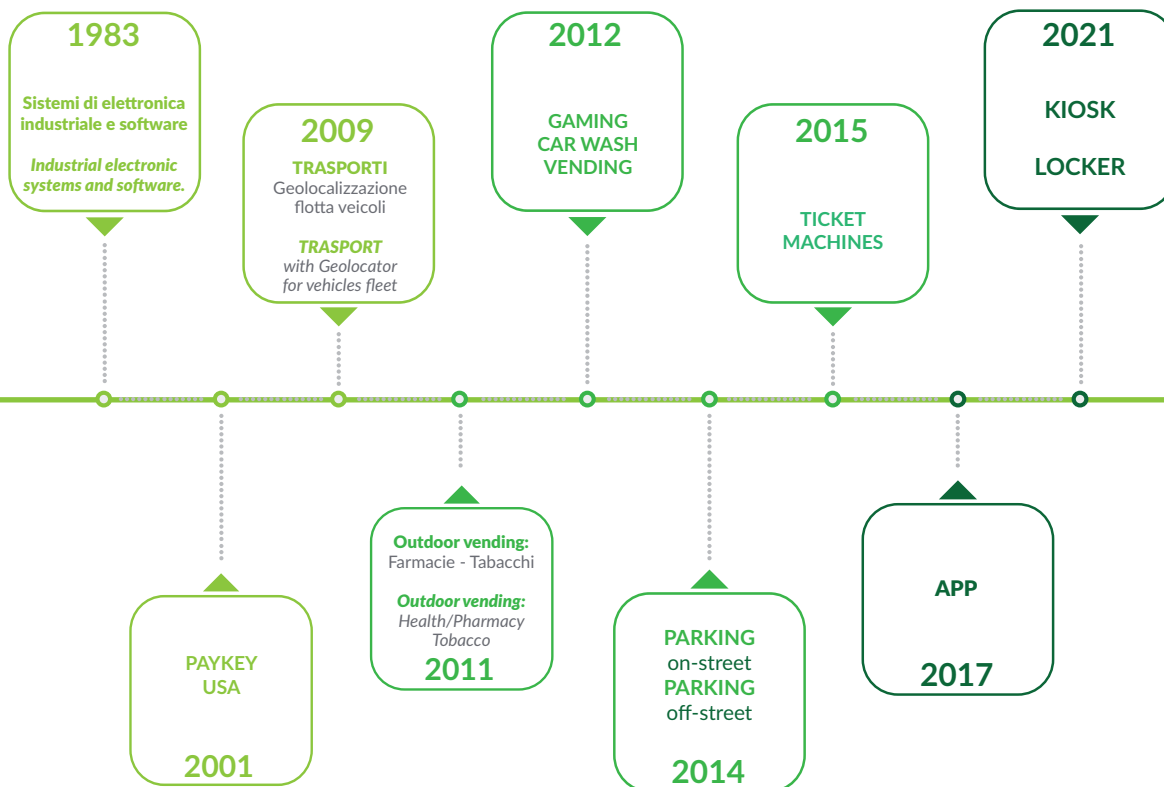 1983
Sistemi di elettronica
industriale e software
Industrial electronic
systems and software.
PAYKEY
USA
2001
2009
TRASPORTI
Geolocalizzazione
flotta veicoli
TRASPORT
with Geolocator
for vehicles fleet
Outdoor vending:
Farmacie - Tabacchi
Outdoor vending:
Health/Pharmacy
Tobacco
2011
2012
GAMING
CAR WASH
VENDING
PARKING
on-street
PARKING
off-street
2014
2015
TICKET
MACHINES
APP
2017
2021
KIOSK
LOCKER